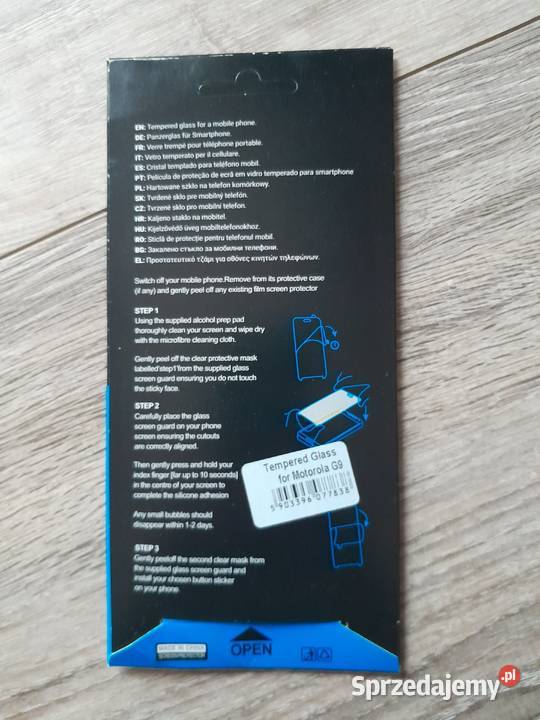 EN: Tempered glass for a mobile phone.
DE: Panzerglas für Smartphone.
FR: Verre trempé pour téléphone portable.
IT: Vetro temperato per il cellulare.
ES: Cristal templado para teléfono mobil.
PT: Película de proteção de ecrã em vidro temperado para smartphone
PL: Hartowane szkło na telefon komórkowy.
SK: Tvrdené sklo pre mobilný telefón.
CZ: Tvrzené sklo pro mobilní telefon.
HR: Kaljeno staklo na mobitel.
HU: Kijelzővédő üveg mobiltelefonokhoz.
RO: Sticlă de protecție pentru telefonul mobil.
BG: Закалено стъкло за мобилни телефони.
EL: Προστατευτικό τζάμι για οθόνες κινητών τηλεφώνων.
Switch off your mobile phone.Remove from its protective case
(if any) and gently peel off any existing film screen protector
STEP 1
Using the supplied alcohol prep pad
thoroughly clean your screen and wipe dry
with the microfibre cleaning cloth.
Gently peel off the clear protective mask
labelled'step1'from the supplied glass
screen guard ensuring you do not touch
the sticky face.
STEP 2
Carefully place the glass
screen guard on your phone
screen ensuring the cutouts
are correctly aligned.
Then gently press and hold your
index finger [far up to 10 seconds]
in the centre of your screen to
complete the silicone adhesion
Any small bubbles should
disappear within 1-2 days.
STEP 3
Gently peeloff the second clear mask from
the supplied glass screen guard and
install your chosen button sticker
on your phone.
Tempered Glass
for Motorola G9
5903396077838
MADE IN CHINA
OPEN
Sprzedajemy.pl